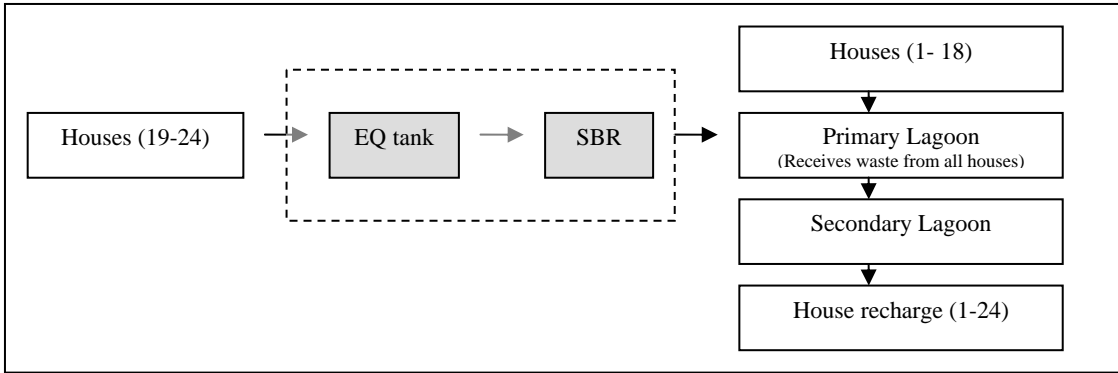 Houses (19-24)
EQ tank
SBR
Houses (1- 18)
Primary Lagoon
(Receives waste from all houses)
Secondary Lagoon
House recharge (1-24)